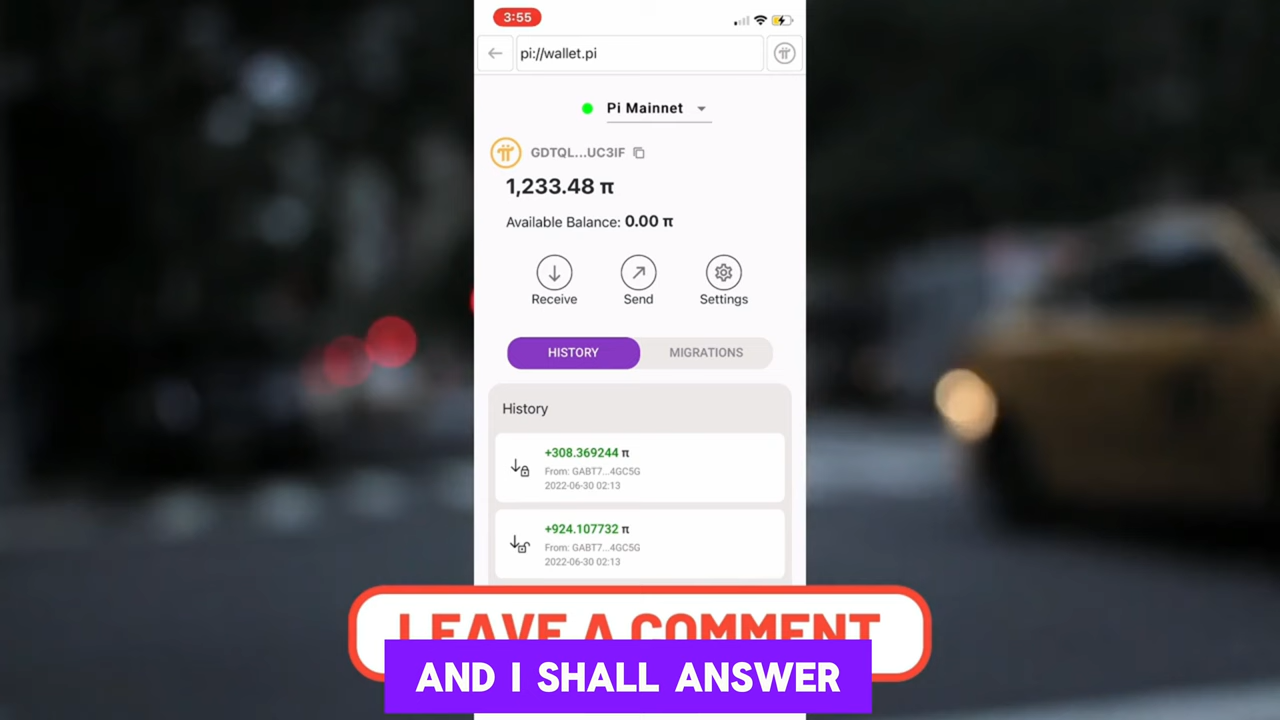 3:55
pi://wallet.pi
Pi Mainnet
GDTQL...UC3IF
1,233.48 π
Available Balance: 0.00 π
Receive
Send
Settings
HISTORY
MIGRATIONS
History
+308.369244 π
From: GABT7...4GC5G
2022-06-30 02:13
+924.107732 π
From: GABT7...4GC5G
2022-06-30 02:13
LEAVE A COMMENT
AND I SHALL ANSWER